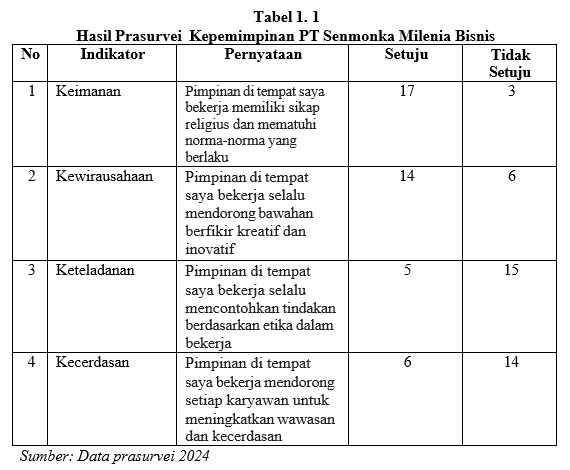 Tabel 1. 1
Hasil Prasurvei Kepemimpinan PT Senmonka Milenia Bisnis
No Indikator Pernyataan Setuju Tidak
Setuju
1 Keimanan Pimpinan di tempat saya 17 3
bekerja memiliki sikap
religius dan mematuhi
norma-norma yang
berlaku
2 Kewirausahaan Pimpinan di tempat 14 6
saya bekerja selalu
mendorong bawahan
berfikir kreatif dan
inovatif
3 Keteladanan Pimpinan di tempat 5 15
saya bekerja selalu
mencontohkan tindakan
berdasarkan etika dalam
bekerja
4 Kecerdasan Pimpinan di tempat 6 14
saya bekerja mendorong
setiap karyawan untuk
meningkatkan wawasan
dan kecerdasan
Sumber: Data prasurvei 2024